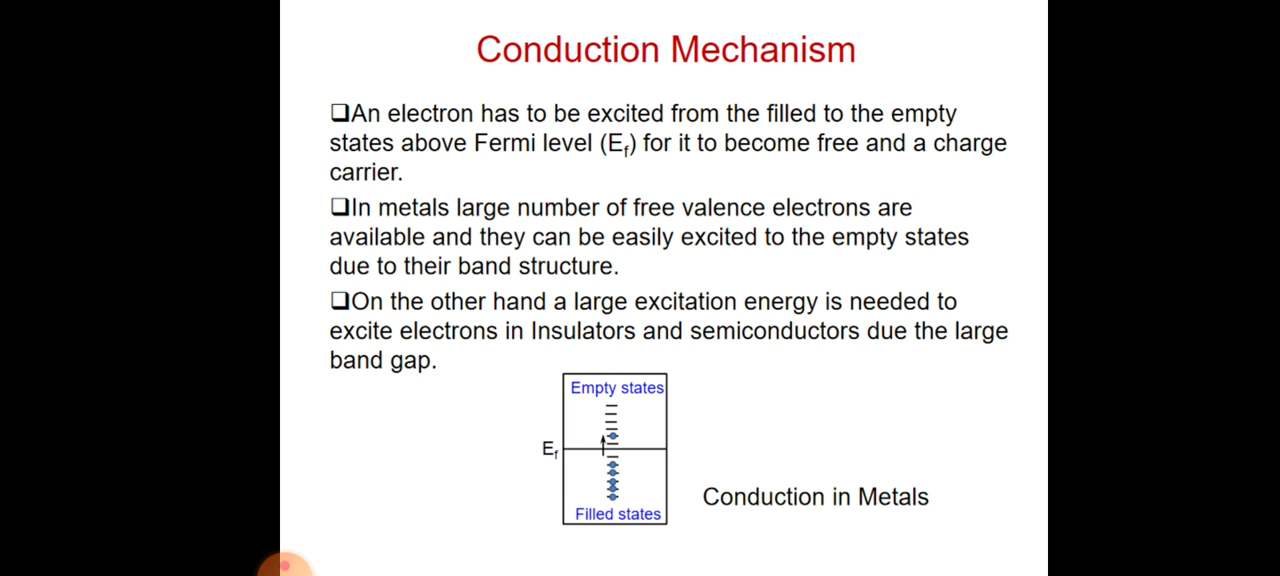 Conduction Mechanism
❑An electron has to be excited from the filled to the empty
states above Fermi level (Ef) for it to become free and a charge
carrier.
❑In metals large number of free valence electrons are
available and they can be easily excited to the empty states
due to their band structure.
❑On the other hand a large excitation energy is needed to
excite electrons in Insulators and semiconductors due the large
band gap.
Empty states
Ef
Filled states
Conduction in Metals